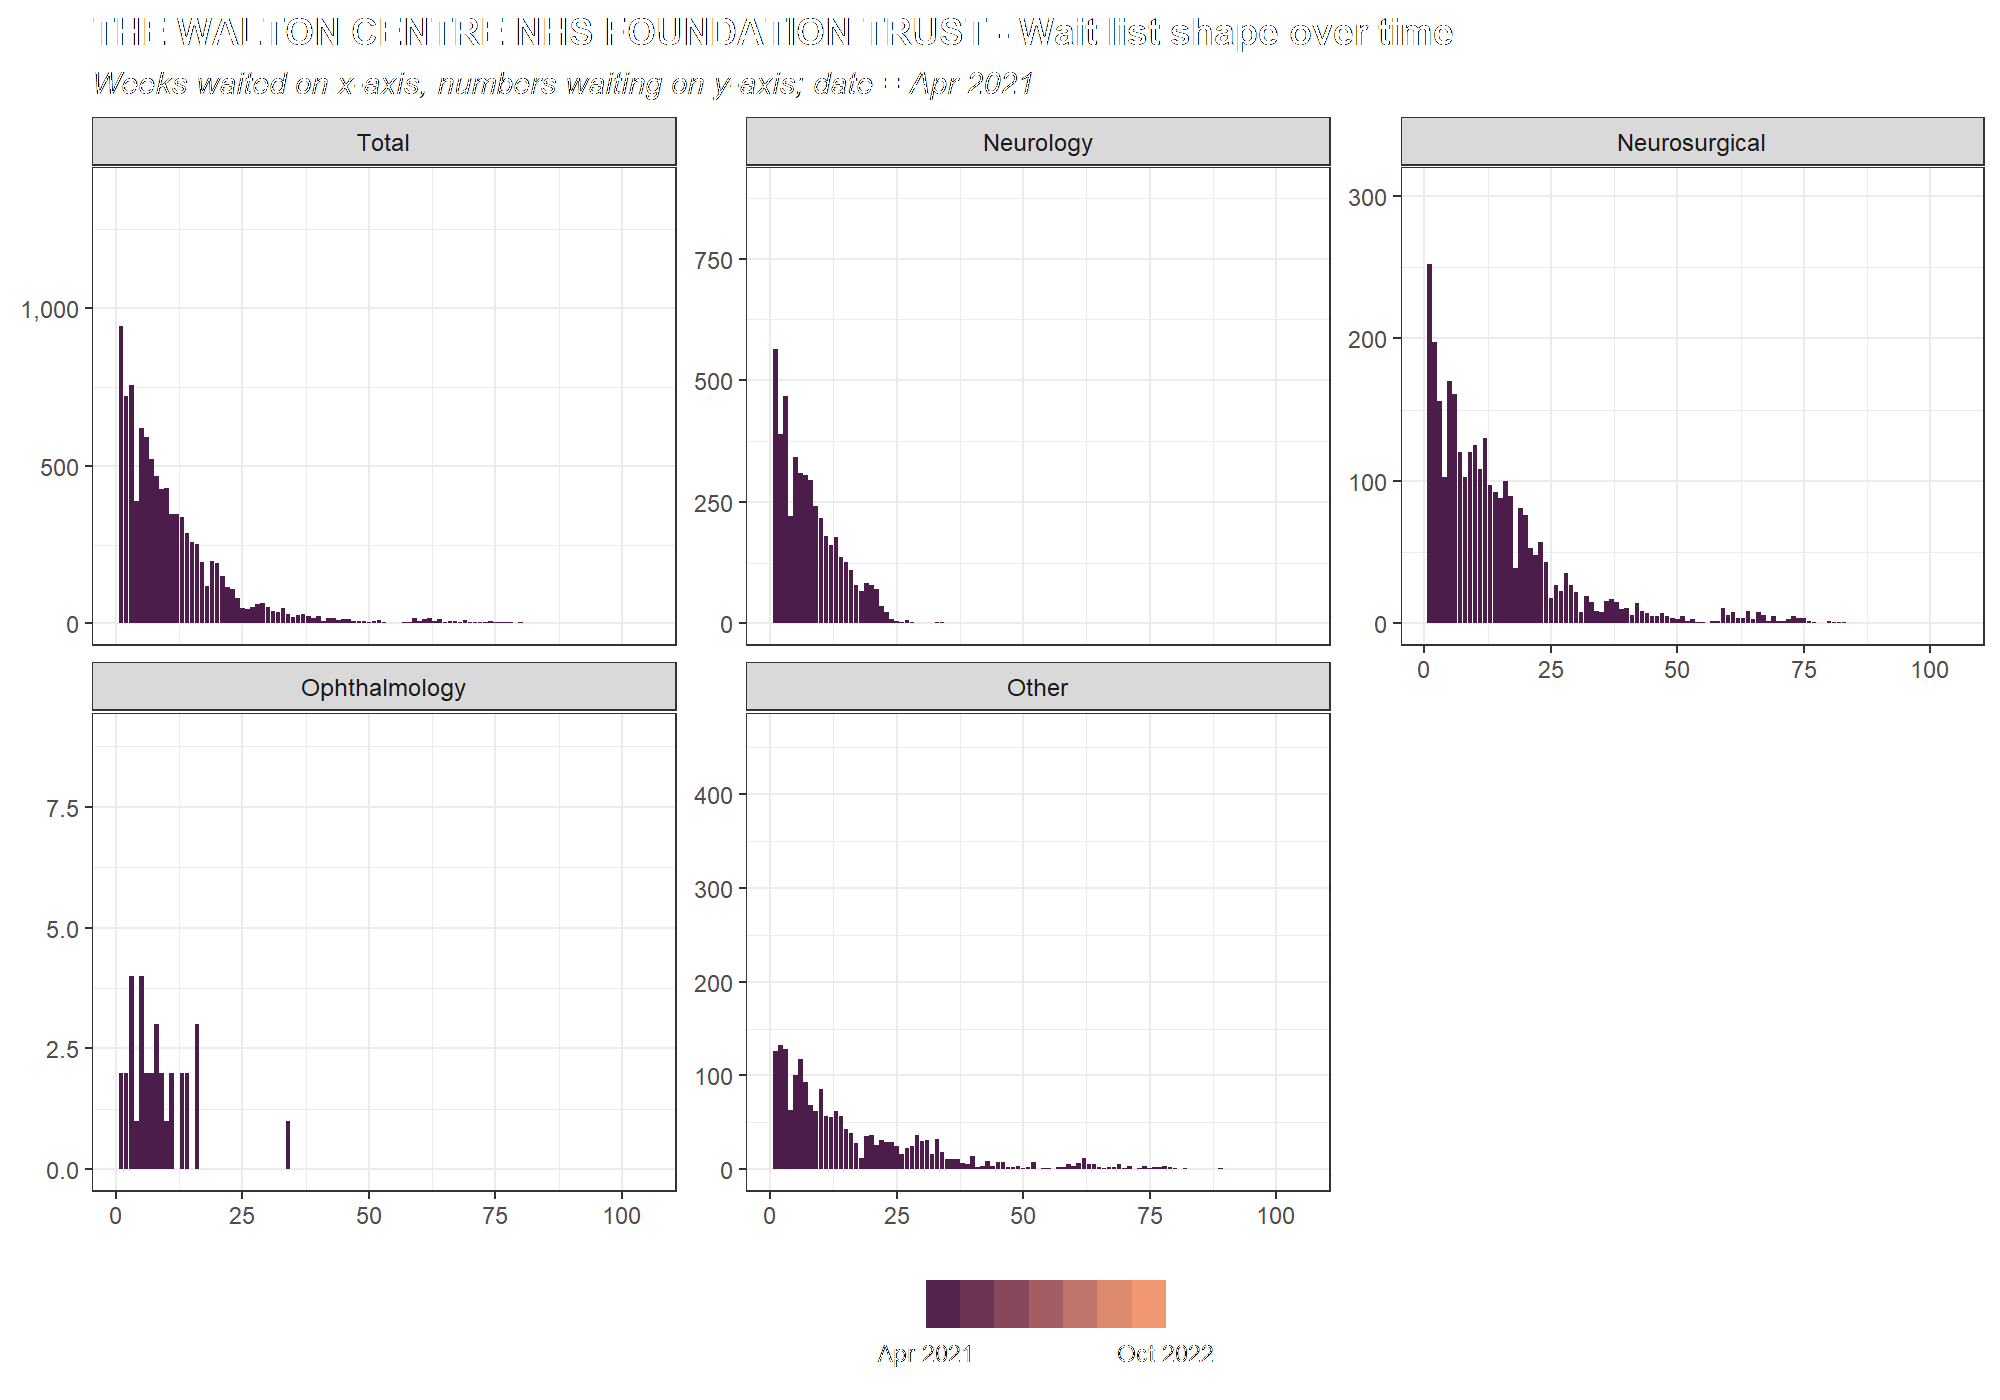 THE WALTON CENTRE NHS FOUNDATION TRUST - Wait list shape over time
Weeks waited on x-axis, numbers waiting on y-axis; date = Apr 2021
Total
Neurology
Neurosurgical
1,000
500
0
750
500
250
0
300
200
100
0
0 25 50 75 100
Ophthalmology
Other
7.5
5.0
2.5
0.0
400
300
200
100
0
0 25 50 75 100
0 25 50 75 100
Apr 2021 Oct 2022